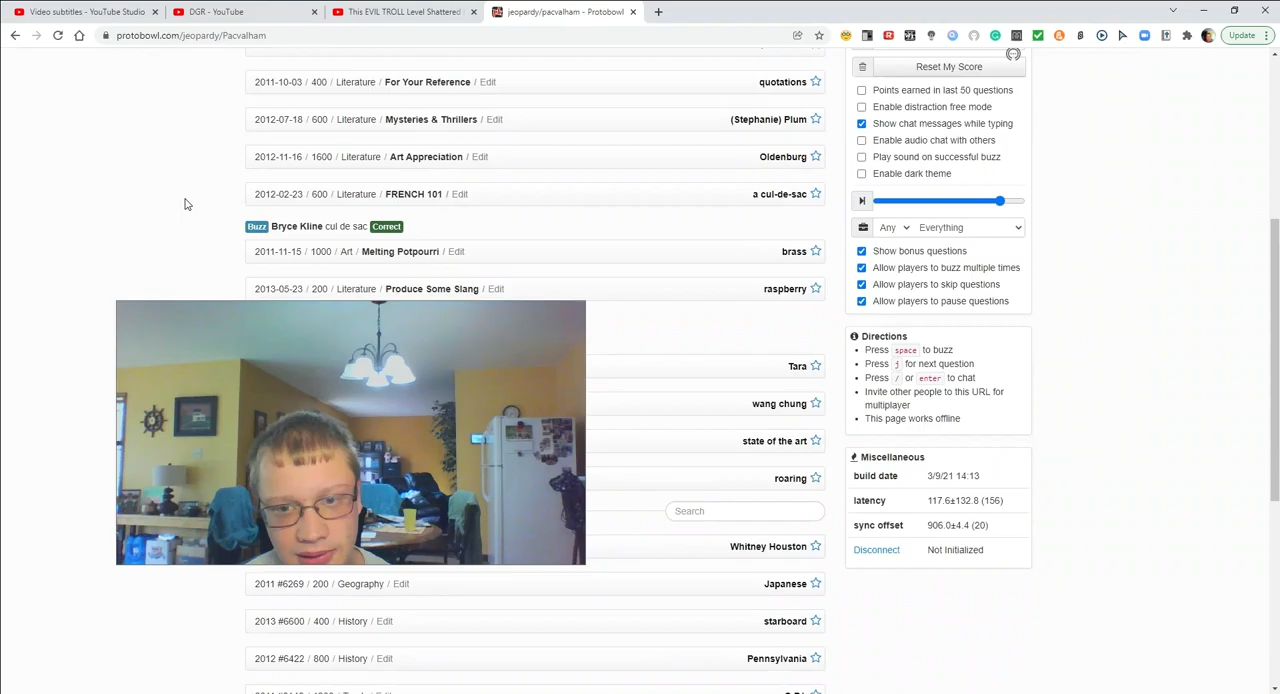 Video subtitles - YouTube Studio
DGR - YouTube
This EVIL TROLL Level Shattered
jeopardy/pacvalham - Protobowl
protobowl.com/jeopardy/Pacvalham
Update
2011-10-03 / 400 / Literature / For Your Reference / Edit quotations
2012-07-18 / 600 / Literature / Mysteries & Thrillers / Edit (Stephanie) Plum
2012-11-16 / 1600 / Literature / Art Appreciation / Edit Oldenburg
2012-02-23 / 600 / Literature / FRENCH 101 / Edit a cul-de-sac
Buzz Bryce Kline cul de sac Correct
2011-11-15 / 1000 / Art / Melting Potpourri / Edit brass
2013-05-23 / 200 / Literature / Produce Some Slang / Edit raspberry
Tara
wang chung
state of the art
roaring
Search
Whitney Houston
2011 #6269 / 200 / Geography / Edit Japanese
2013 #6600 / 400 / History / Edit starboard
2012 #6422 / 800 / History / Edit Pennsylvania
Reset My Score
Points earned in last 50 questions
Enable distraction free mode
Show chat messages while typing
Enable audio chat with others
Play sound on successful buzz
Enable dark theme
Any Everything
Show bonus questions
Allow players to buzz multiple times
Allow players to skip questions
Allow players to pause questions
Directions
Press space to buzz
Press j for next question
Press / or enter to chat
Invite other people to this URL for
multiplayer
This page works offline
Miscellaneous
build date 3/9/21 14:13
latency 117.6±132.8 (156)
sync offset 906.0±4.4 (20)
Disconnect Not Initialized